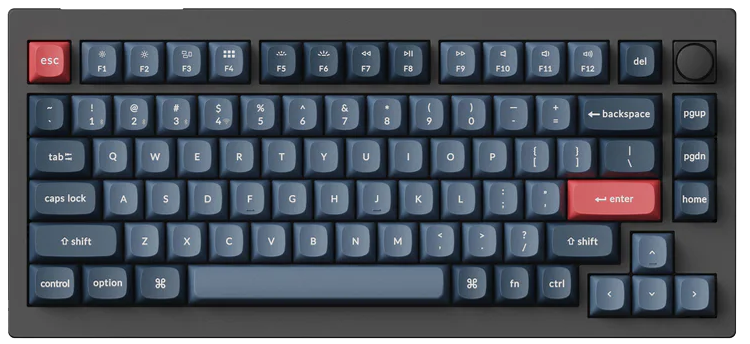 esc F1 F2 F3 F4 F5 F6 F7 F8 F9 F10 F11 F12 del
~ ` ! 1 @ 2 # 3 $ 4 % 5 ^ 6 & 7 * 8 ( 9 ) 0 — - + = ← backspace pgup
tab Q W E R T Y U I O P { [ } ] | \ pgdn
caps lock A S D F G H J K L : ; " ' ↵ enter home
⇧ shift Z X C V B N M < , > . ? / ⇧ shift ^
control option ⌘ ⌘ fn ctrl < ⌄ >